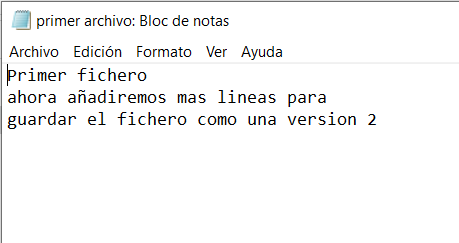 primer archivo: Bloc de notas
Archivo Edición Formato Ver Ayuda
Primer fichero
ahora añadiremos mas lineas para
guardar el fichero como una version 2